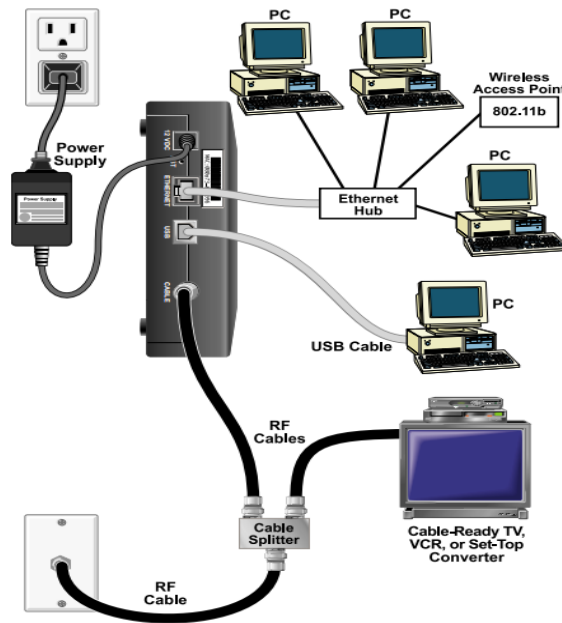 PC
PC
Wireless
Access Point
802.11b
Power
Supply
Power Supply
12 VDC
ETHERNET
USB
CABLE
PC
Ethernet
Hub
PC
USB Cable
RF
Cables
Cable
Splitter
Cable-Ready TV,
VCR, or Set-Top
Converter
RF
Cable